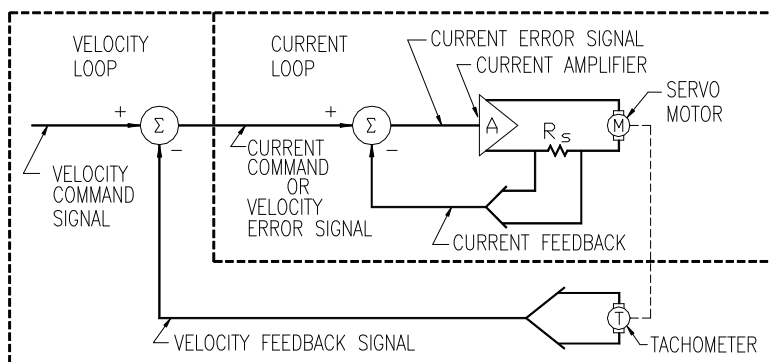 VELOCITY
LOOP
CURRENT
LOOP
CURRENT ERROR SIGNAL
CURRENT AMPLIFIER
SERVO
MOTOR
+
Σ
−
+
Σ
−
A
Rs
M
VELOCITY
COMMAND
SIGNAL
CURRENT
COMMAND
OR
VELOCITY
ERROR SIGNAL
CURRENT FEEDBACK
VELOCITY FEEDBACK SIGNAL
T
TACHOMETER